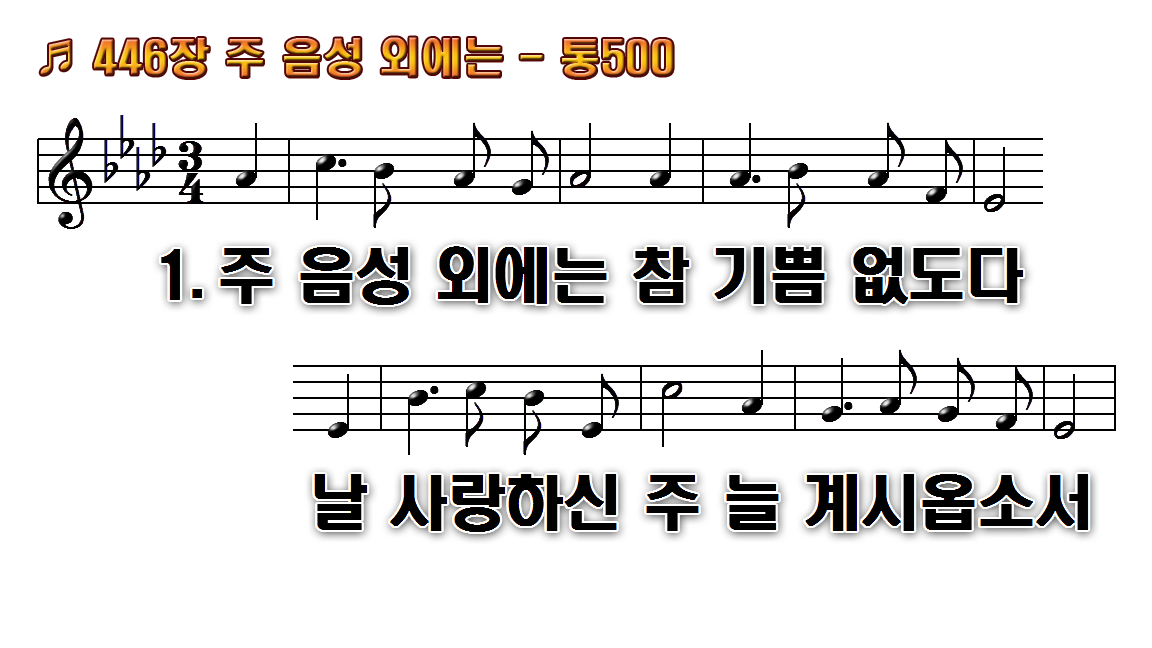 ♬ 446장 주 음성 외에는 - 통500
3
4
1. 주 음성 외에는 참 기쁨 없도다
날 사랑하신 주 늘 계시옵소서